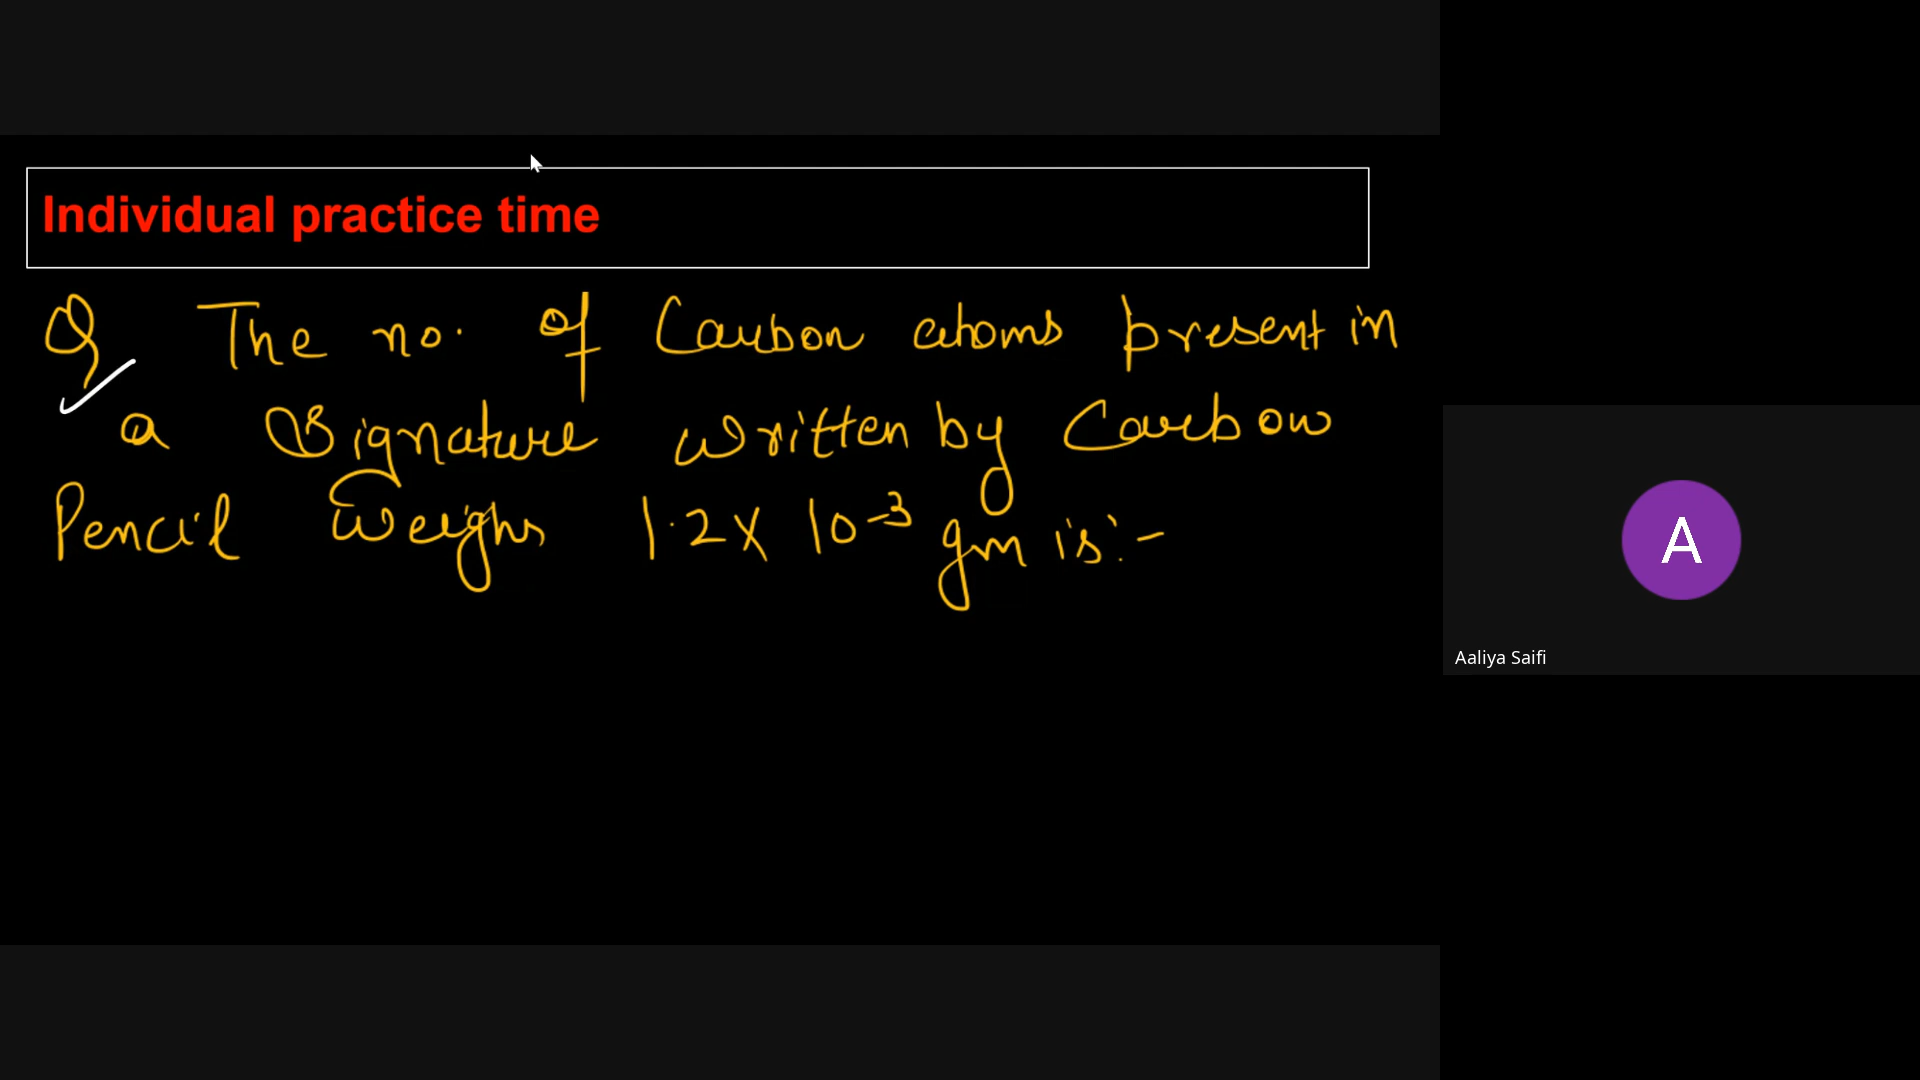 Individual practice time
Q The no. of Carbon atoms present in
a Signature written by Carbon
Pencil weighs 1.2 x 10-3 gm is:-
A
Aaliya Saifi